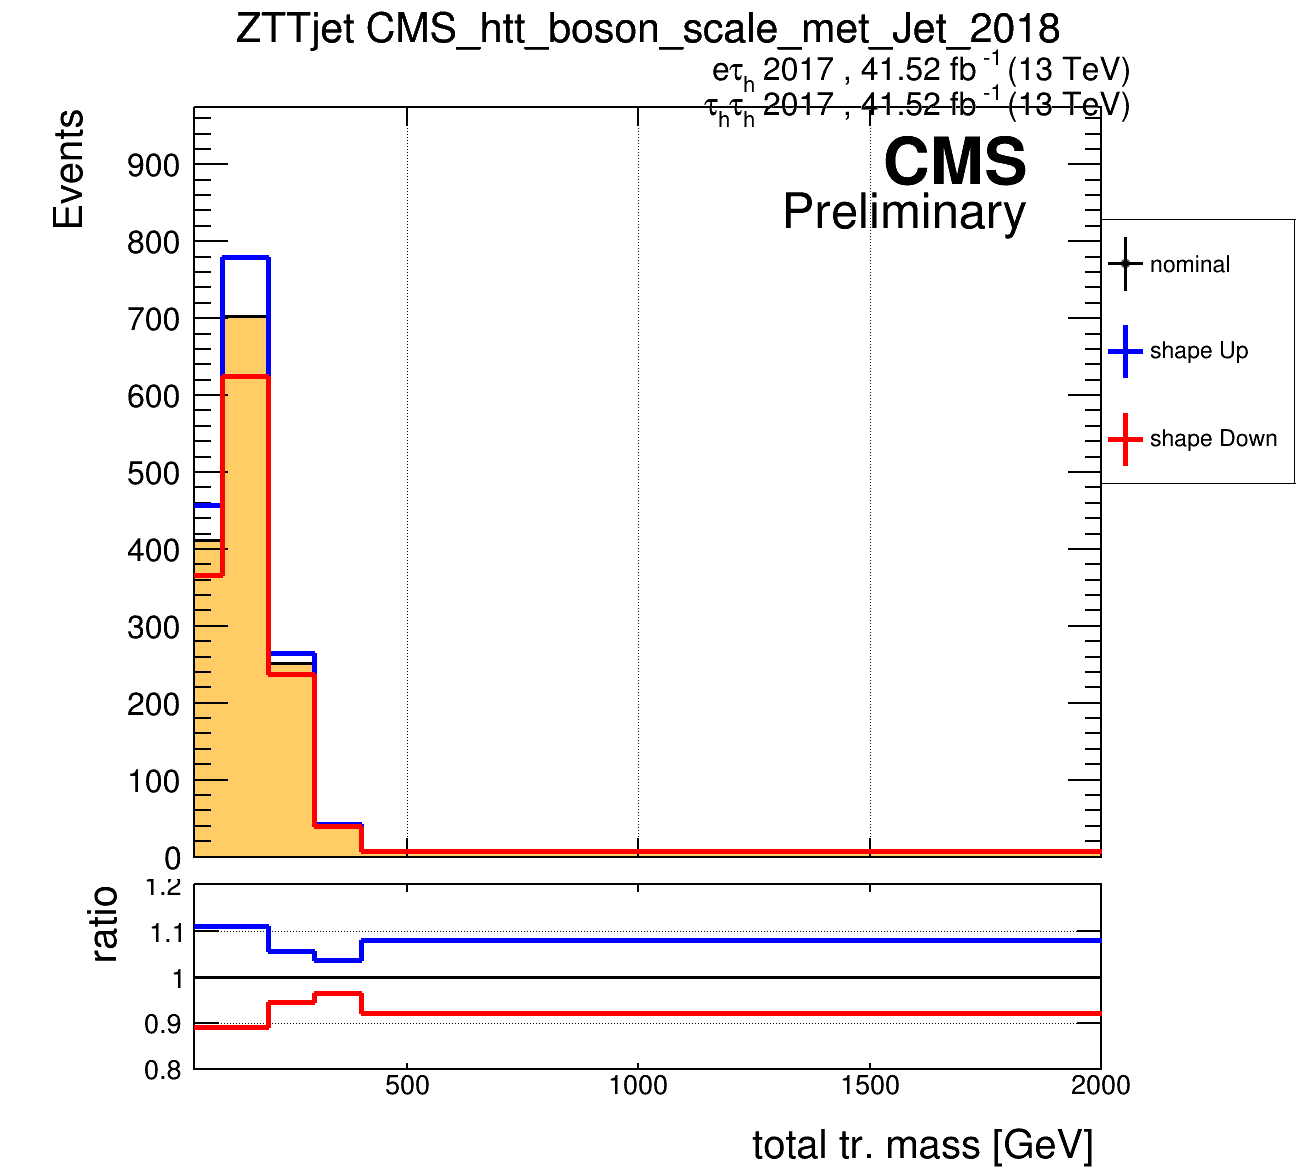 ZTTjet CMS_htt_boson_scale_met_Jet_2018
eτh 2017 , 41.52 fb -1 (13 TeV)
τhτh 2017 , 41.52 fb -1 (13 TeV)
CMS
Preliminary
Events
900
800
700
600
500
400
300
200
100
0
nominal
shape Up
shape Down
ratio
1.2
1.1
1
0.9
0.8
500 1000 1500 2000
total tr. mass [GeV]